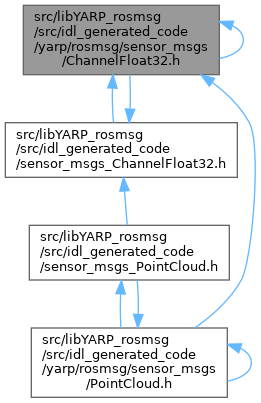 src/libYARP_rosmsg
/src/idl_generated_code
/yarp/rosmsg/sensor_msgs
/ChannelFloat32.h
src/libYARP_rosmsg
/src/idl_generated_code
/sensor_msgs_ChannelFloat32.h
src/libYARP_rosmsg
/src/idl_generated_code
/sensor_msgs_PointCloud.h
src/libYARP_rosmsg
/src/idl_generated_code
/yarp/rosmsg/sensor_msgs
/PointCloud.h